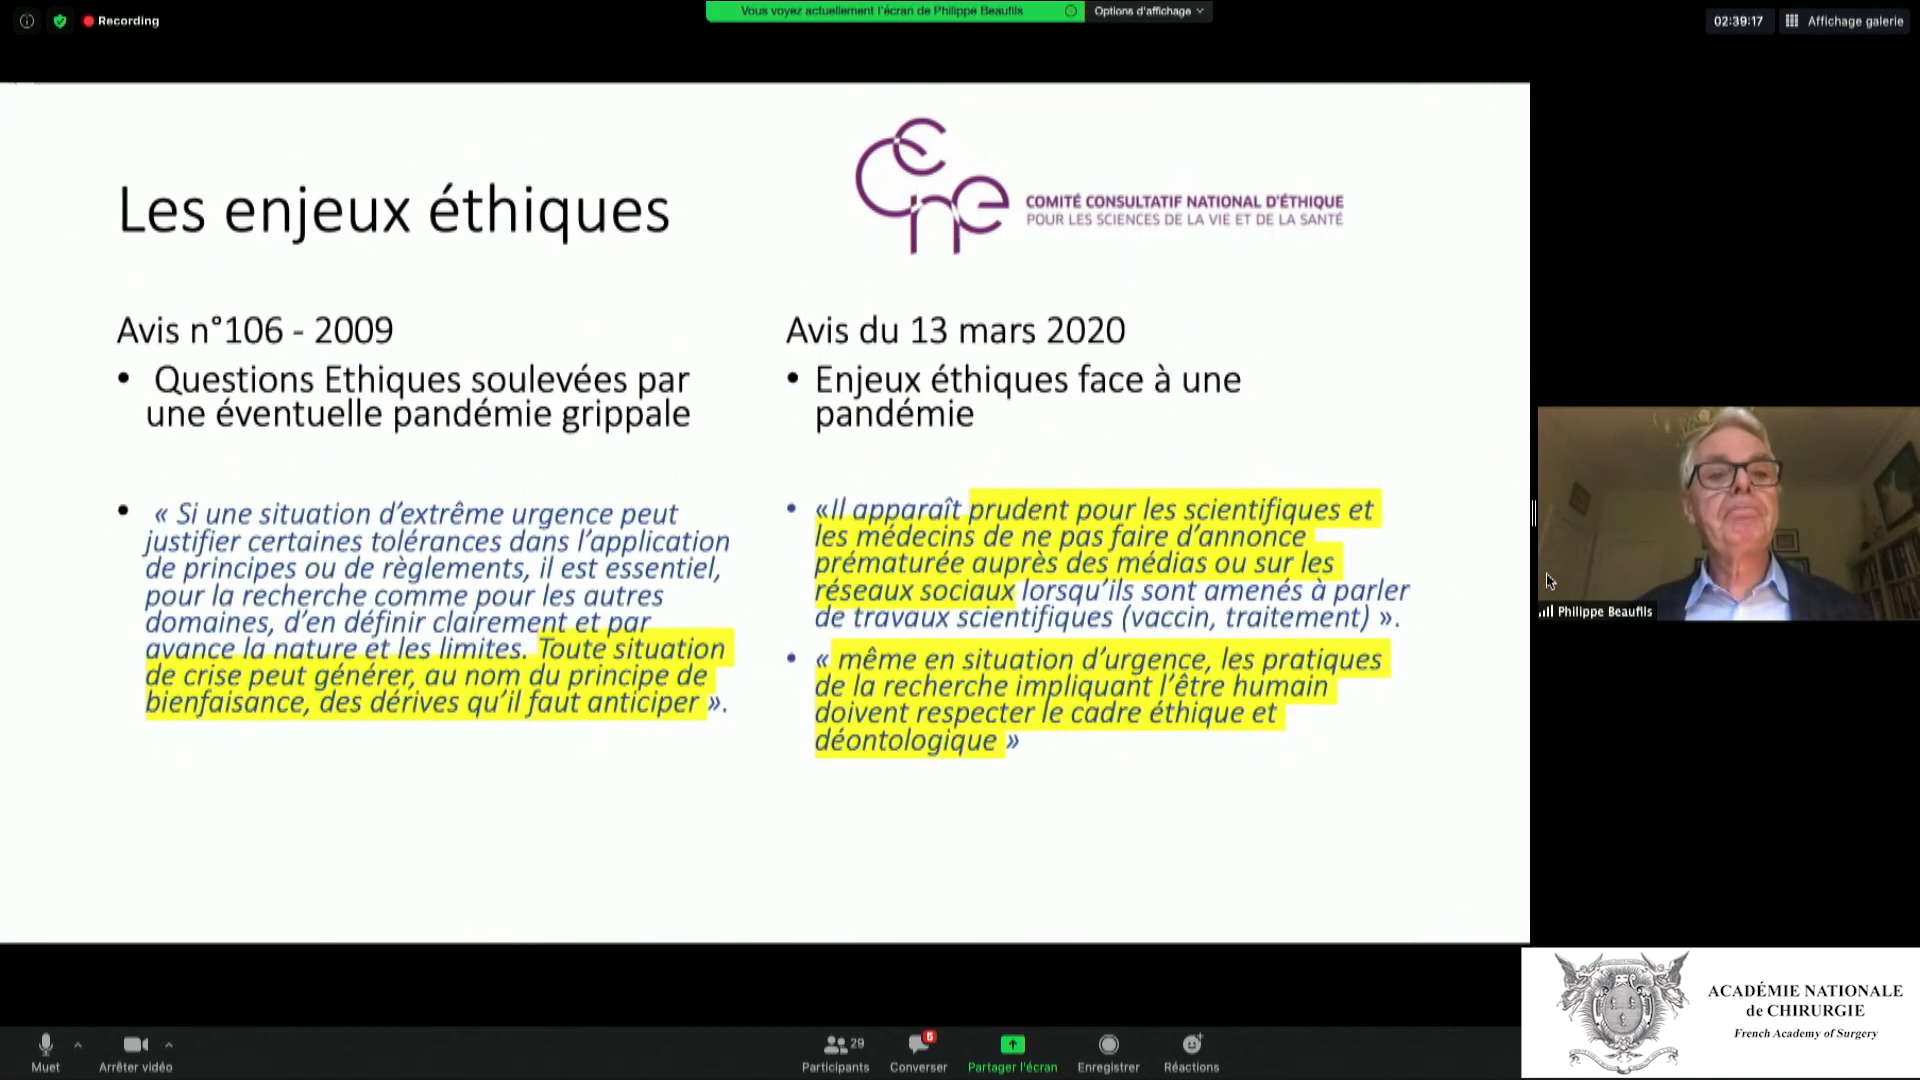 Recording
Vous voyez actuellement l'écran de Philippe Beaufils
Options d'affichage
02:39:17
Affichage galerie
Les enjeux éthiques
ccne
COMITÉ CONSULTATIF NATIONAL D'ÉTHIQUE
POUR LES SCIENCES DE LA VIE ET DE LA SANTÉ
Avis n°106 - 2009
• Questions Ethiques soulevées par
une éventuelle pandémie grippale
• « Si une situation d'extrême urgence peut
justifier certaines tolérances dans l'application
de principes ou de règlements, il est essentiel,
pour la recherche comme pour les autres
domaines, d'en définir clairement et par
avance la nature et les limites. Toute situation
de crise peut générer, au nom du principe de
bienfaisance, des dérives qu'il faut anticiper ».
Avis du 13 mars 2020
• Enjeux éthiques face à une
pandémie
• «Il apparaît prudent pour les scientifiques et
les médecins de ne pas faire d'annonce
prématurée auprès des médias ou sur les
réseaux sociaux lorsqu'ils sont amenés à parler
de travaux scientifiques (vaccin, traitement) ».
• « même en situation d'urgence, les pratiques
de la recherche impliquant l'être humain
doivent respecter le cadre éthique et
déontologique »
Philippe Beaufils
ACADÉMIE NATIONALE
de CHIRURGIE
French Academy of Surgery
Muet
Arrêter vidéo
29
Participants
6
Converser
Partager l'écran
Enregistrer
Réactions